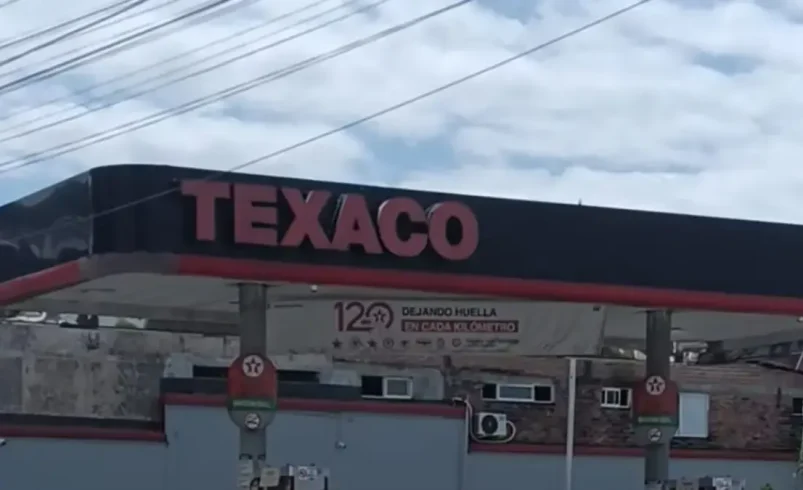 TEXACO
120
DEJANDO HUELLA
EN CADA KILÓMETRO